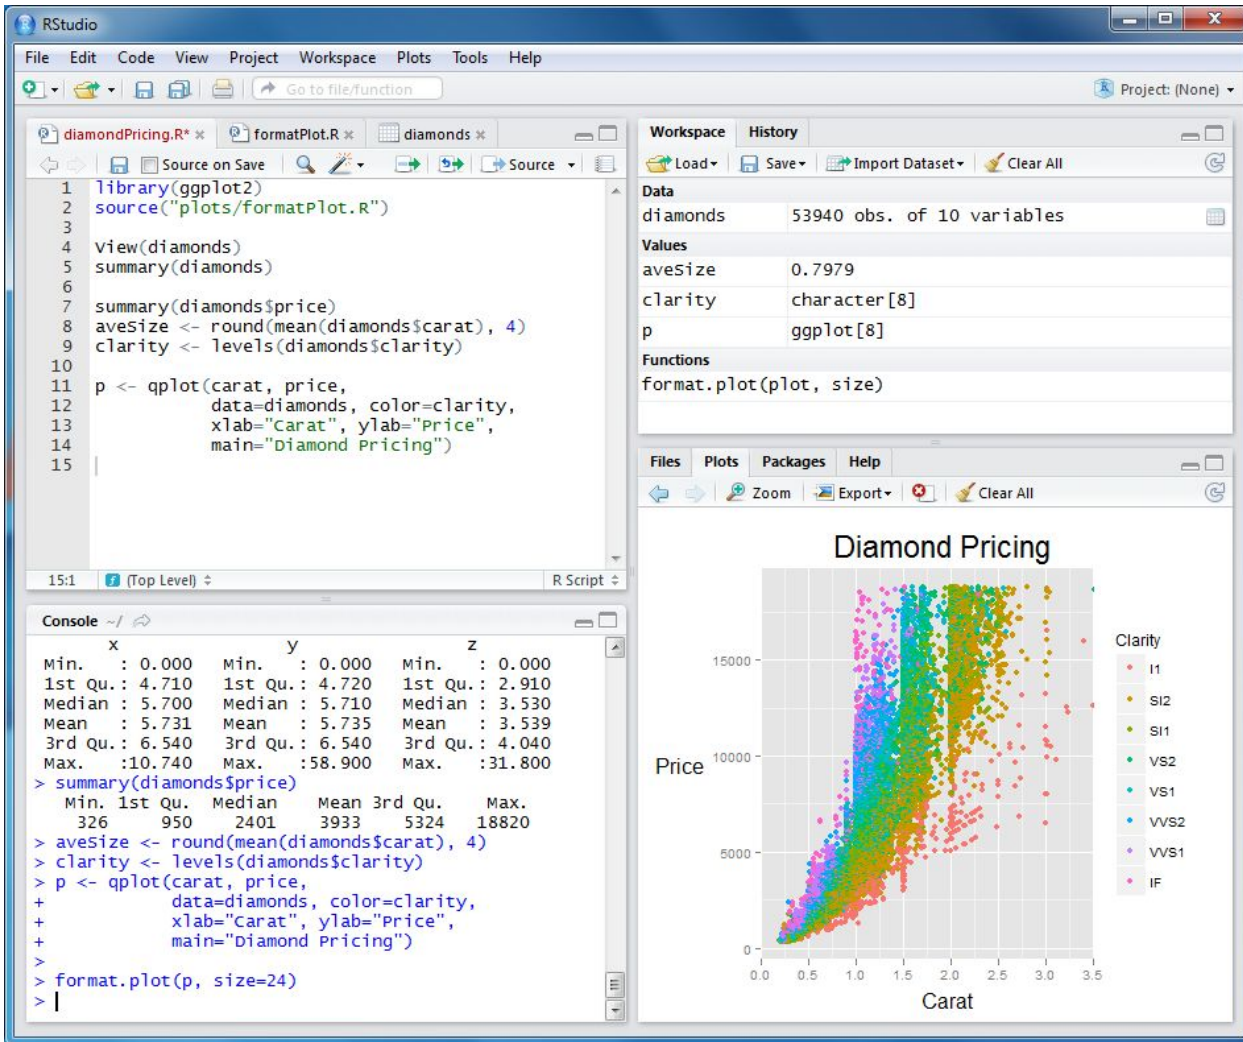 RStudio
File Edit Code View Project Workspace Plots Tools Help
Go to file/function
Project: (None)
diamondPricing.R* formatPlot.R diamonds
Source on Save Source
1 library(ggplot2)
2 source("plots/formatPlot.R")
3
4 View(diamonds)
5 summary(diamonds)
6
7 summary(diamonds$price)
8 aveSize <- round(mean(diamonds$carat), 4)
9 clarity <- levels(diamonds$clarity)
10
11 p <- qplot(carat, price,
12 data=diamonds, color=clarity,
13 xlab="Carat", ylab="Price",
14 main="Diamond Pricing")
15
15:1 (Top Level) R Script
Console ~/
x y z
Min. : 0.000 Min. : 0.000 Min. : 0.000
1st Qu.: 4.710 1st Qu.: 4.720 1st Qu.: 2.910
Median : 5.700 Median : 5.710 Median : 3.530
Mean : 5.731 Mean : 5.735 Mean : 3.539
3rd Qu.: 6.540 3rd Qu.: 6.540 3rd Qu.: 4.040
Max. :10.740 Max. :58.900 Max. :31.800
> summary(diamonds$price)
Min. 1st Qu. Median Mean 3rd Qu. Max.
326 950 2401 3933 5324 18820
> aveSize <- round(mean(diamonds$carat), 4)
> clarity <- levels(diamonds$clarity)
> p <- qplot(carat, price,
+ data=diamonds, color=clarity,
+ xlab="Carat", ylab="Price",
+ main="Diamond Pricing")
>
> format.plot(p, size=24)
>
Workspace History
Load Save Import Dataset Clear All
Data
diamonds 53940 obs. of 10 variables
Values
aveSize 0.7979
clarity character[8]
p ggplot[8]
Functions
format.plot(plot, size)
Files Plots Packages Help
Zoom Export Clear All
Diamond Pricing
Price
15000
10000
5000
0
0.0 0.5 1.0 1.5 2.0 2.5 3.0 3.5
Carat
Clarity
I1
SI2
SI1
VS2
VS1
VVS2
VVS1
IF